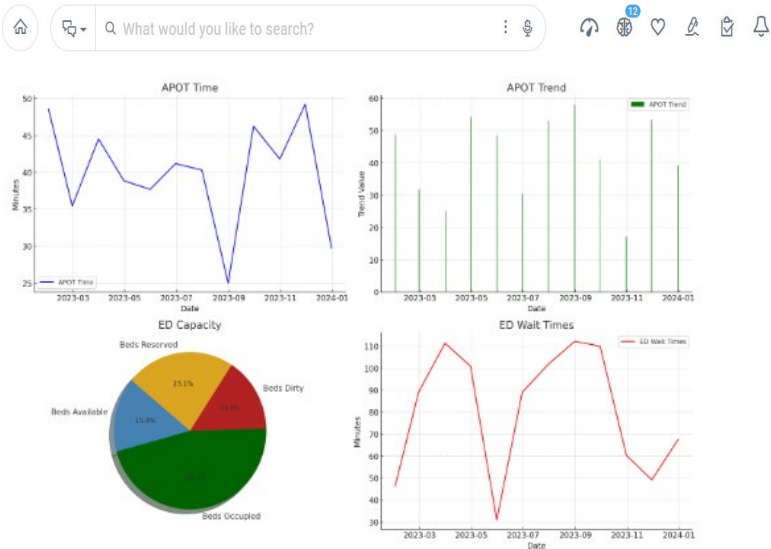 What would you like to search?
12
APOT Time
50
45
40
35
30
25
Minutes
APOT Time
2023-03 2023-05 2023-07 2023-09 2023-11 2024-01
Date
APOT Trend
60
50
40
30
20
10
0
Trend Value
APOT Trend
2023-03 2023-05 2023-07 2023-09 2023-11 2024-01
Date
ED Capacity
Beds Reserved
Beds Dirty
Beds Available
Beds Occupied
23.1%
ED Wait Times
110
100
90
80
70
60
50
40
30
Minutes
ED Wait Times
2023-03 2023-05 2023-07 2023-09 2023-11 2024-01
Date